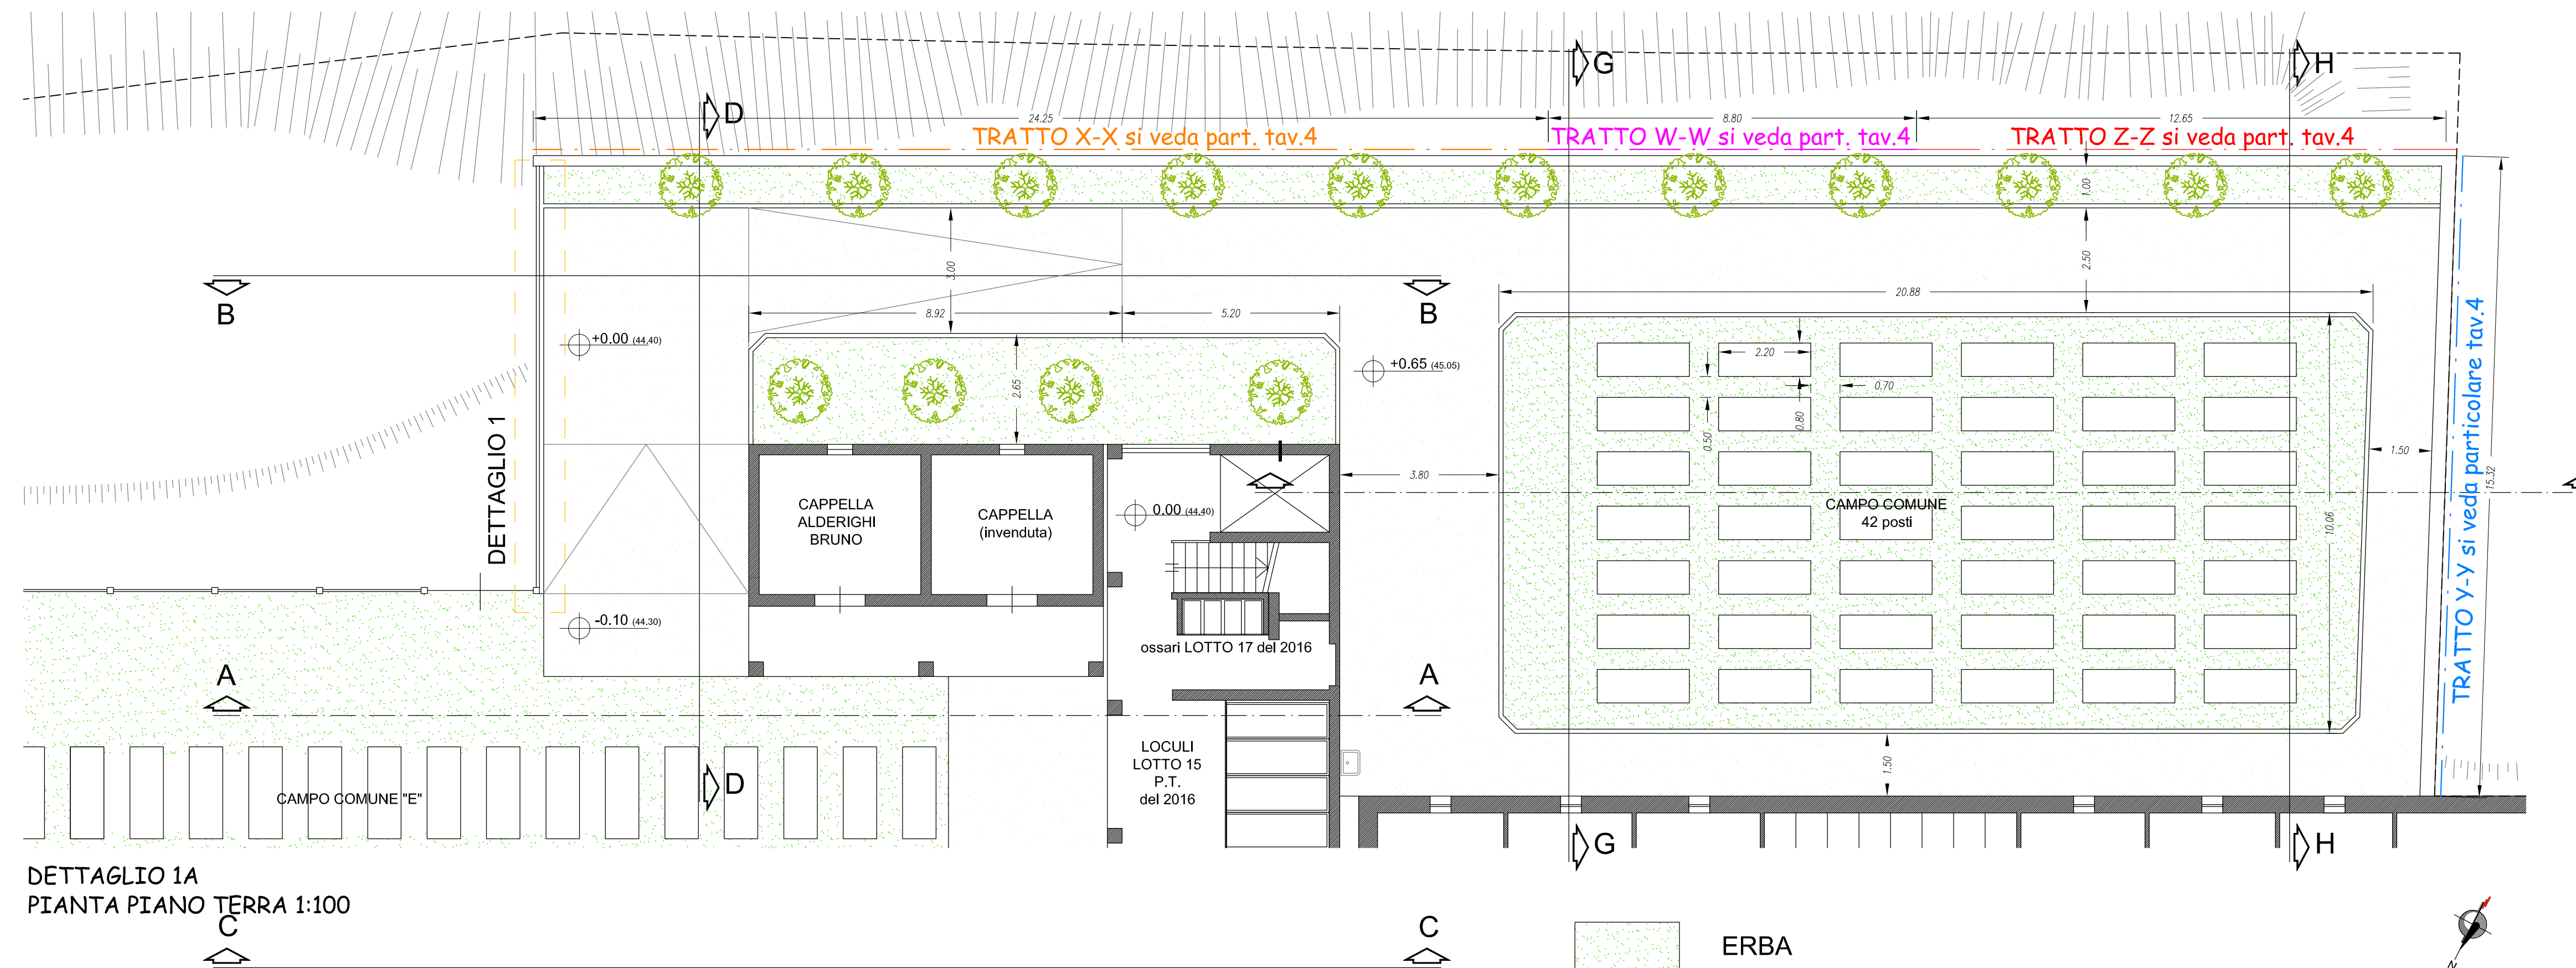 G
H
D
24.25
8.80
12.65
TRATTO X-X si veda part. tav.4
TRATTO W-W si veda part. tav.4
TRATTO Z-Z si veda part. tav.4
1.00
3.00
2.50
B
B
20.88
8.92
5.20
+0.00 (44,40)
+0.65 (45.05)
2.65
2.20
0.70
0.80
0.50
1.50
15.32
TRATTO Y-Y si veda particolare tav.4
DETTAGLIO 1
3.80
CAPPELLA
ALDERIGHI
BRUNO
CAPPELLA
(invenduta)
0.00 (44,40)
CAMPO COMUNE
42 posti
10.06
-0.10 (44.30)
ossari LOTTO 17 del 2016
A
A
LOCULI
LOTTO 15
P.T.
del 2016
1.50
CAMPO COMUNE "E"
D
G
H
DETTAGLIO 1A
PIANTA PIANO TERRA 1:100
C
C
ERBA
N